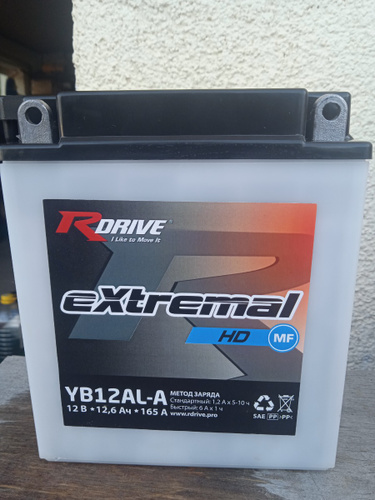 RDRIVE®
I Like to Move It
eXtremal
HD MF
YB12AL-A
12 В * 12,6 Ач * 165 А
МЕТОД ЗАРЯДА
Стандартный: 1,2 А x 5-10 ч
Быстрый: 6 А x 1 ч
www.rdrive.pro
SAE PP >PP<